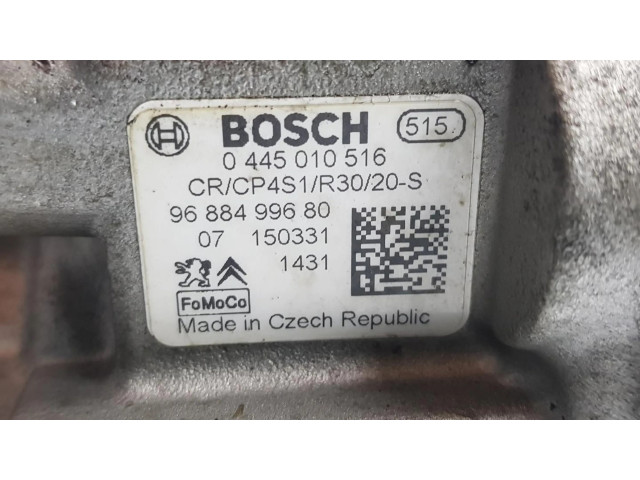 BOSCH 515
0 445 010 516
CR/CP4S1/R30/20-S
96 884 996 80
07 150331
1431
FoMoCo
Made in Czech Republic